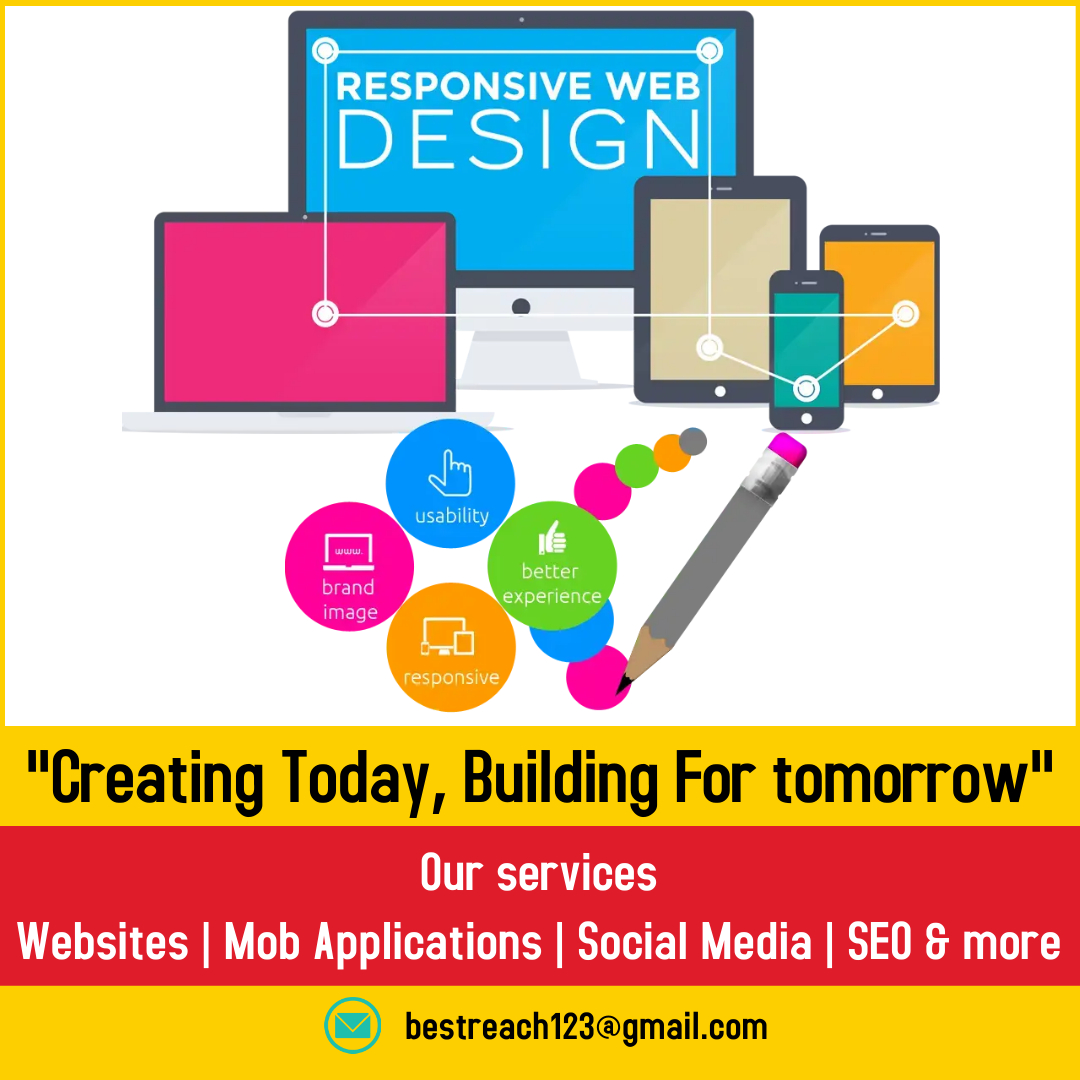 RESPONSIVE WEB
DESIGN
usability
www.
brand
image
better
experience
responsive
"Creating Today, Building For tomorrow"
Our services
Websites | Mob Applications | Social Media | SEO & more
bestreach123@gmail.com